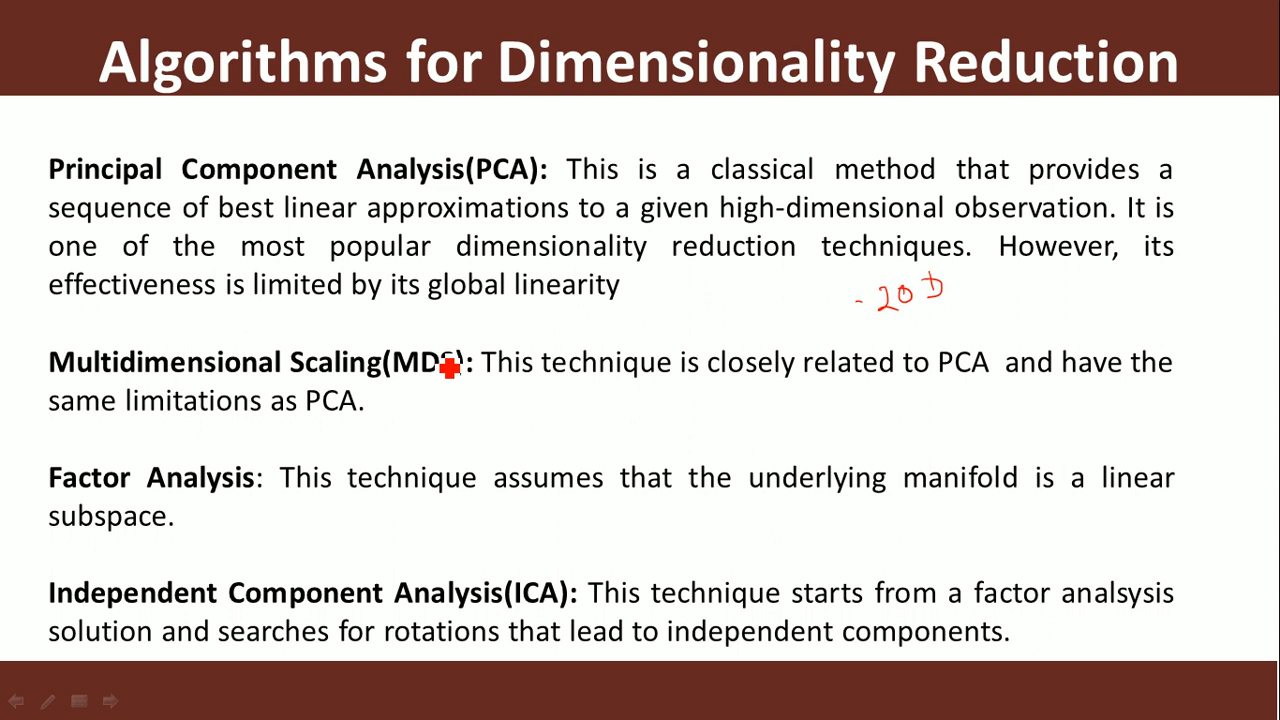 Algorithms for Dimensionality Reduction
Principal Component Analysis(PCA): This is a classical method that provides a
sequence of best linear approximations to a given high-dimensional observation. It is
one of the most popular dimensionality reduction techniques. However, its
effectiveness is limited by its global linearity
- 20 D
Multidimensional Scaling(MDS): This technique is closely related to PCA and have the
same limitations as PCA.
Factor Analysis: This technique assumes that the underlying manifold is a linear
subspace.
Independent Component Analysis(ICA): This technique starts from a factor analsysis
solution and searches for rotations that lead to independent components.